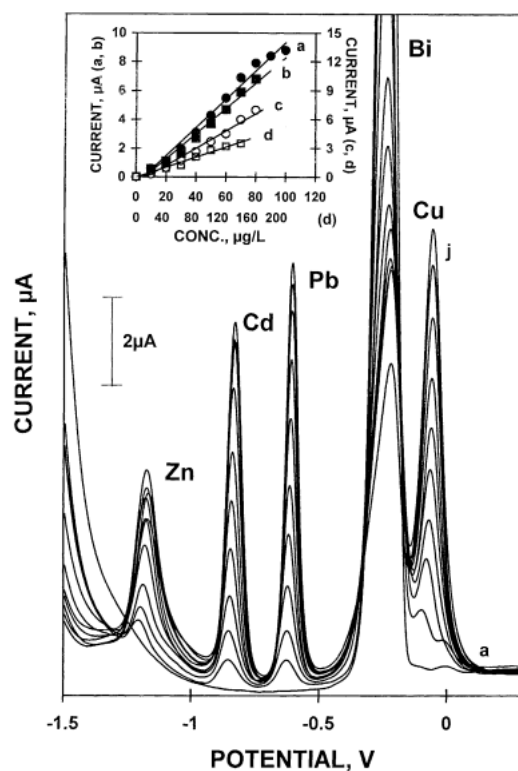 CURRENT, µA (a, b)
10
8
6
4
2
0
a
b
c
d
15
12
9
6
3
0
CURRENT, µA (c, d)
0 20 40 60 80 100 120
0 40 80 120 160 200 (d)
CONC., µg/L
Bi
Cu
j
Pb
Cd
2µA
Zn
a
CURRENT, µA
-1.5 -1 -0.5 0
POTENTIAL, V